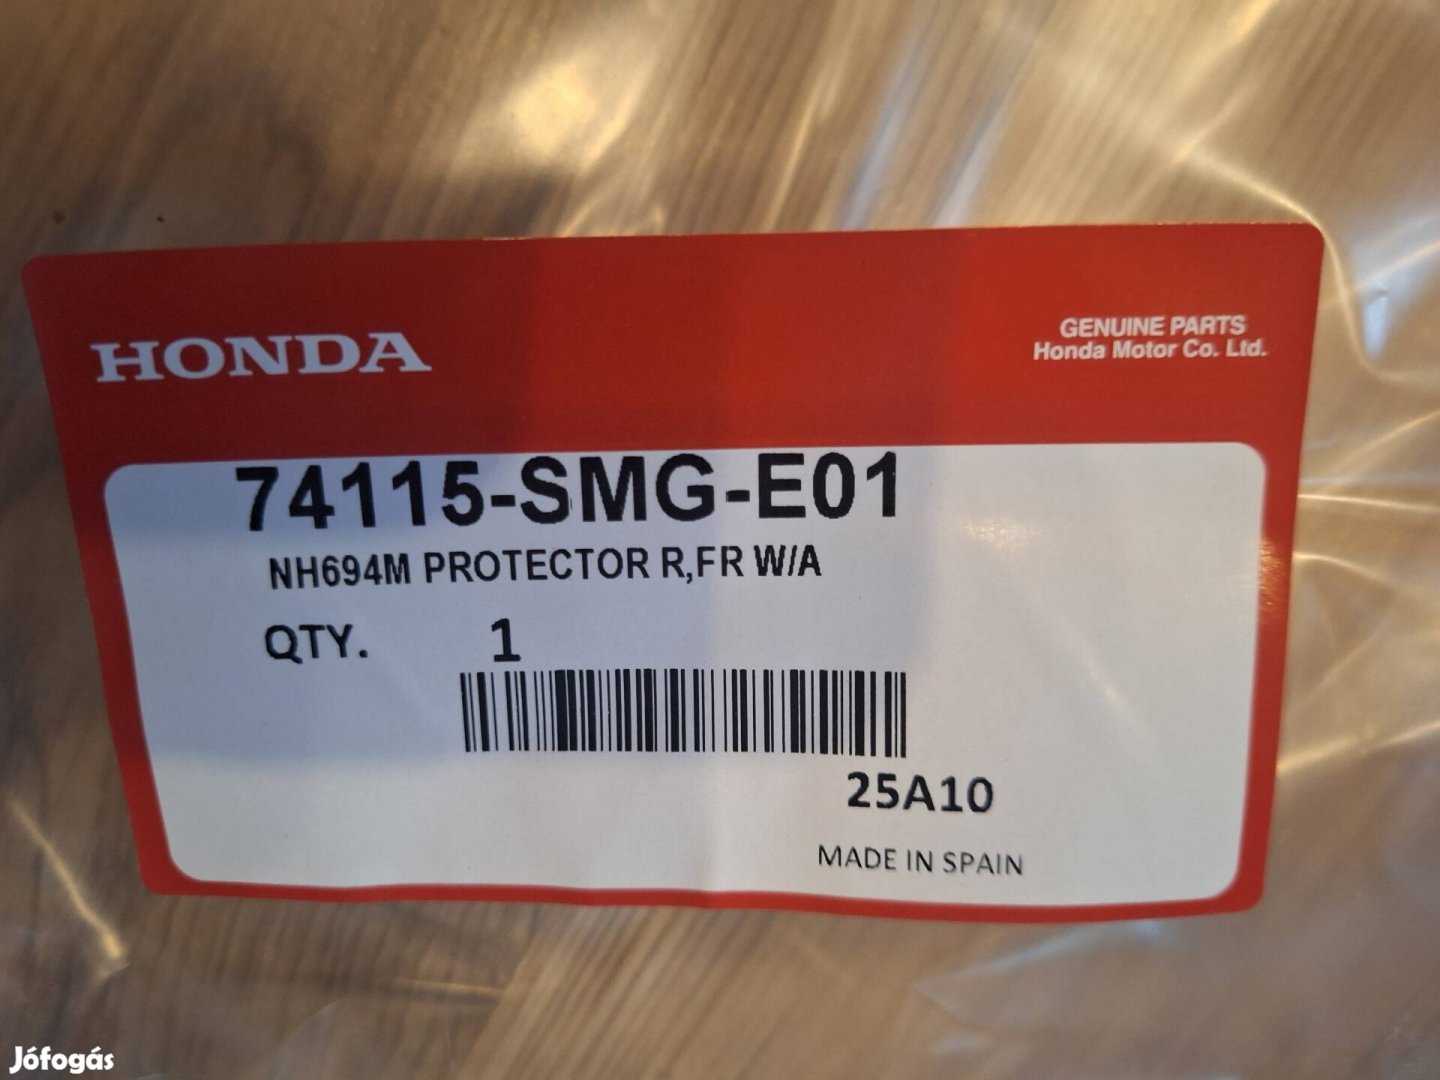 HONDA
GENUINE PARTS
Honda Motor Co. Ltd.
74115-SMG-E01
NH694M PROTECTOR R,FR W/A
QTY. 1
25A10
MADE IN SPAIN
Jófogás